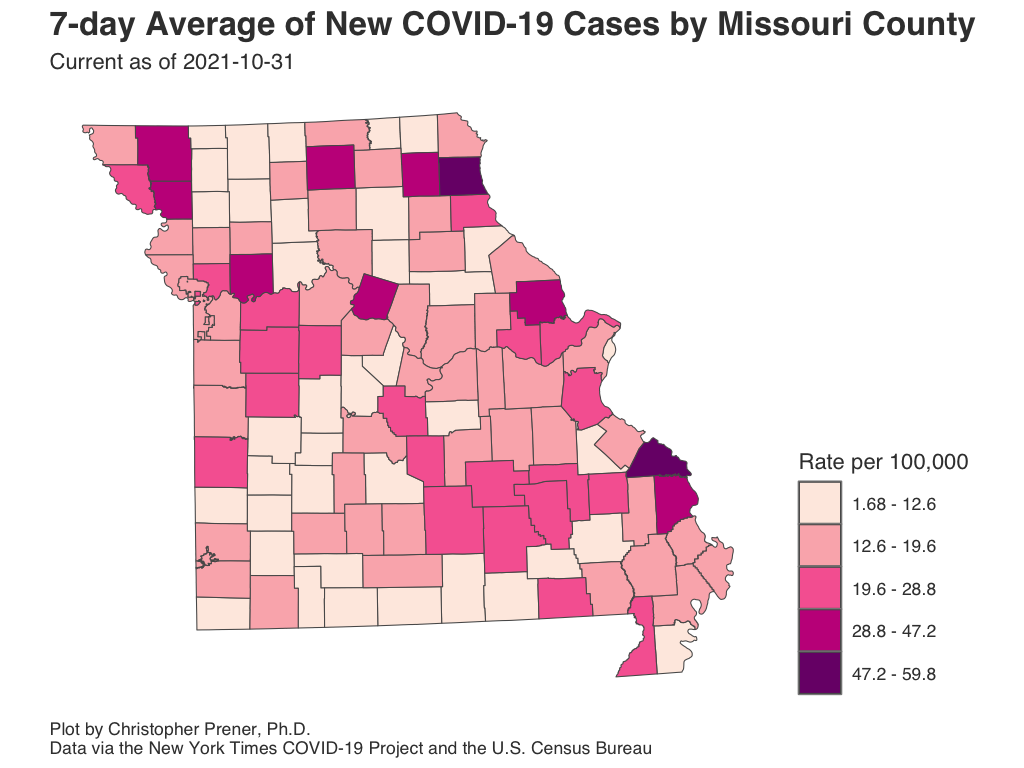 7-day Average of New COVID-19 Cases by Missouri County
Current as of 2021-10-31
Rate per 100,000
1.68 - 12.6
12.6 - 19.6
19.6 - 28.8
28.8 - 47.2
47.2 - 59.8
Plot by Christopher Prener, Ph.D.
Data via the New York Times COVID-19 Project and the U.S. Census Bureau